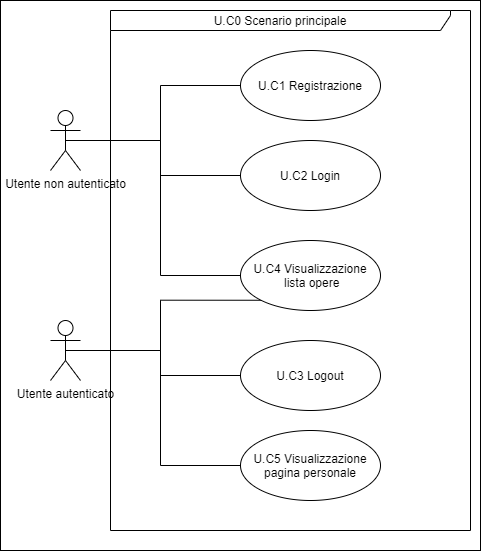 U.C0 Scenario principale
U.C1 Registrazione
Utente non autenticato
U.C2 Login
U.C4 Visualizzazione
lista opere
Utente autenticato
U.C3 Logout
U.C5 Visualizzazione
pagina personale